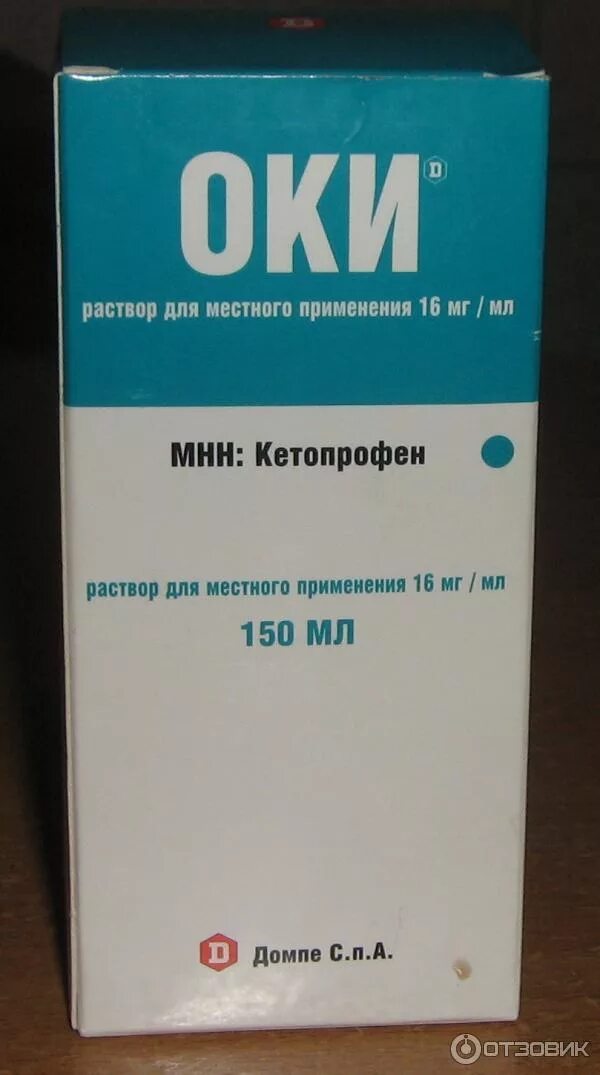 ОКИ D
раствор для местного применения 16 мг / мл
МНН: Кетопрофен
раствор для местного применения 16 мг / мл
150 МЛ
D Домпе С.п.А.
ОТЗОВИК